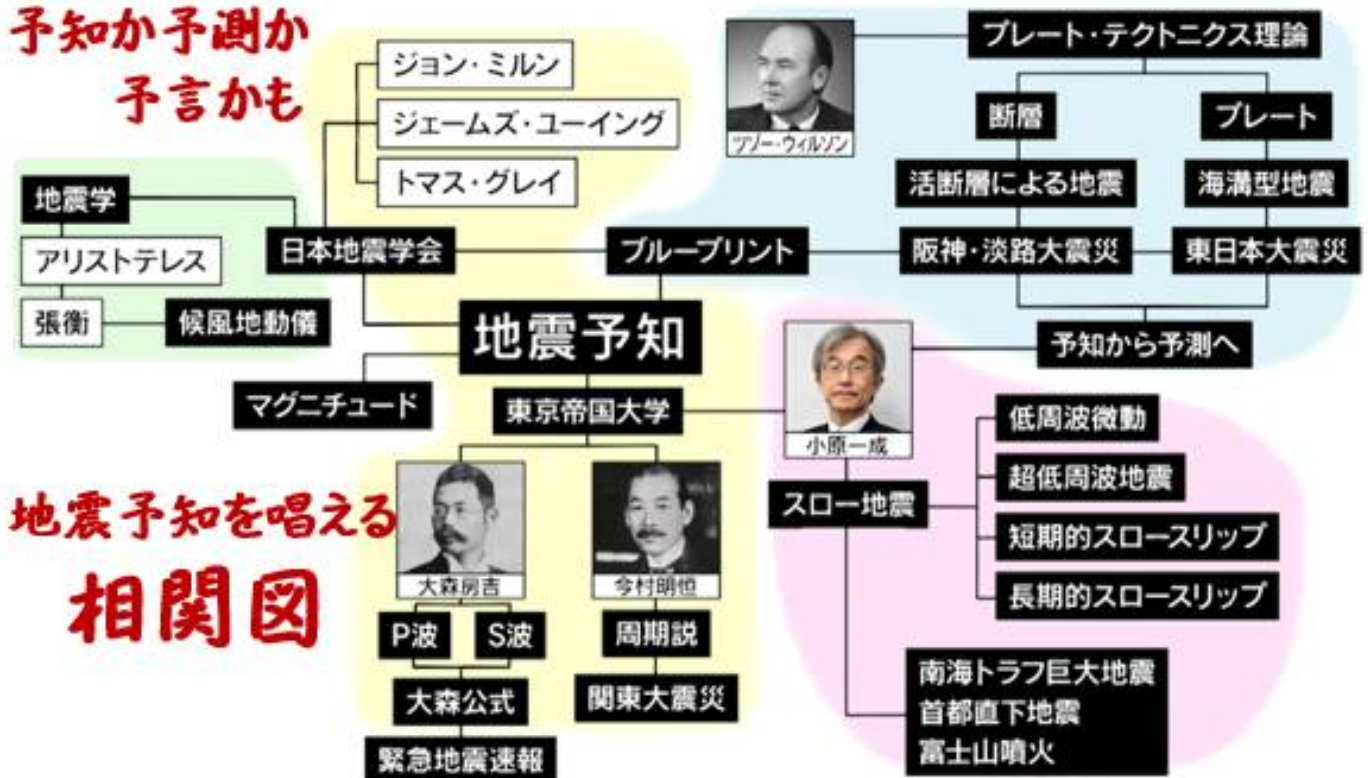 予知か予測か
予言かも
ジョン・ミルン
ジェームズ・ユーイング
トマス・グレイ
ツゾー・ウィルソン
プレート・テクトニクス理論
断層
プレート
活断層による地震
海溝型地震
地震学
アリストテレス
張衡
候風地動儀
日本地震学会
ブループリント
阪神・淡路大震災
東日本大震災
地震予知
予知から予測へ
マグニチュード
東京帝国大学
小原一成
低周波微動
超低周波地震
短期的スロースリップ
長期的スロースリップ
スロー地震
地震予知を唱える
相関図
大森房吉
今村明恒
P波
S波
周期説
大森公式
関東大震災
緊急地震速報
南海トラフ巨大地震
首都直下地震
富士山噴火